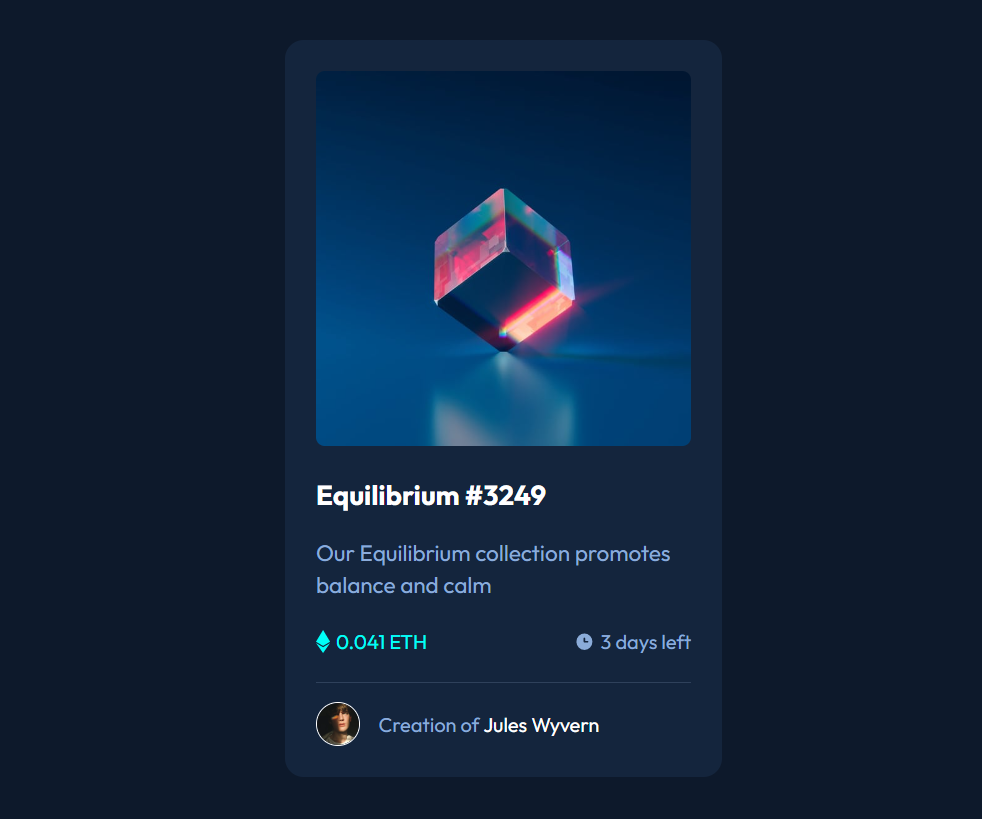 Equilibrium #3249
Our Equilibrium collection promotes
balance and calm
0.041 ETH
3 days left
Creation of Jules Wyvern